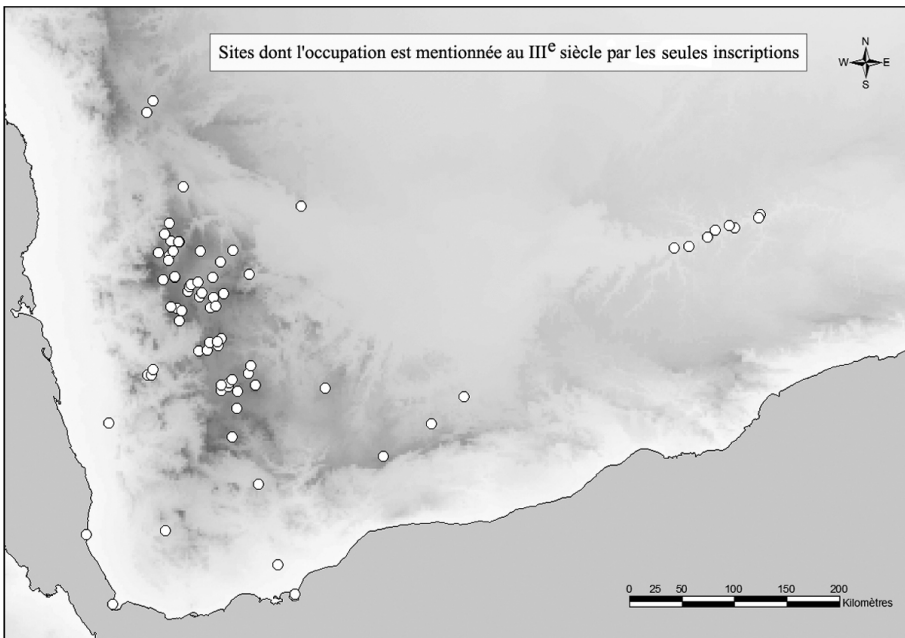 Sites dont l'occupation est mentionnée au IIIe siècle par les seules inscriptions
N
W E
S
0 25 50 100 150 200
Kilomètres